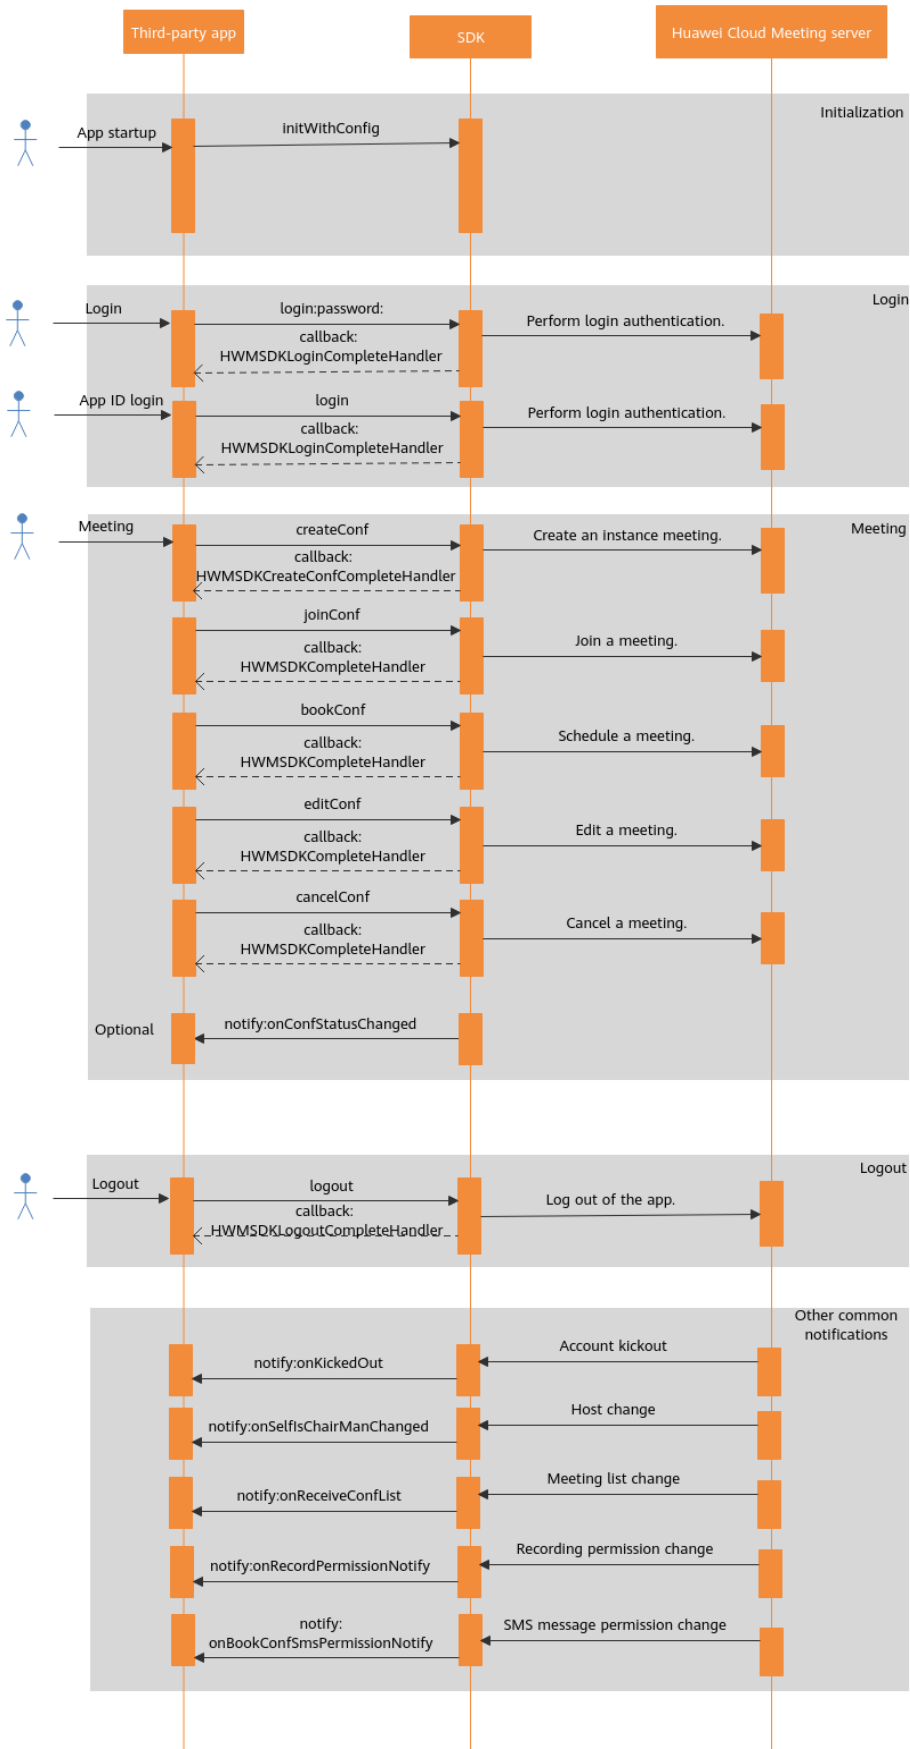 Third-party app
SDK
Huawei Cloud Meeting server
Initialization
App startup
initWithConfig
Login
Login
login:password:
Perform login authentication.
callback:
HWMSDKLoginCompleteHandler
App ID login
login
Perform login authentication.
callback:
HWMSDKLoginCompleteHandler
Meeting
Meeting
createConf
Create an instance meeting.
callback:
HWMSDKCreateConfCompleteHandler
joinConf
Join a meeting.
callback:
HWMSDKCompleteHandler
bookConf
Schedule a meeting.
callback:
HWMSDKCompleteHandler
editConf
Edit a meeting.
callback:
HWMSDKCompleteHandler
cancelConf
Cancel a meeting.
callback:
HWMSDKCompleteHandler
Optional
notify:onConfStatusChanged
Logout
Logout
logout
Log out of the app.
callback:
HWMSDKLogoutCompleteHandler
Other common
notifications
Account kickout
notify:onKickedOut
Host change
notify:onSelfIsChairManChanged
Meeting list change
notify:onReceiveConfList
Recording permission change
notify:onRecordPermissionNotify
SMS message permission change
notify:
onBookConfSmsPermissionNotify